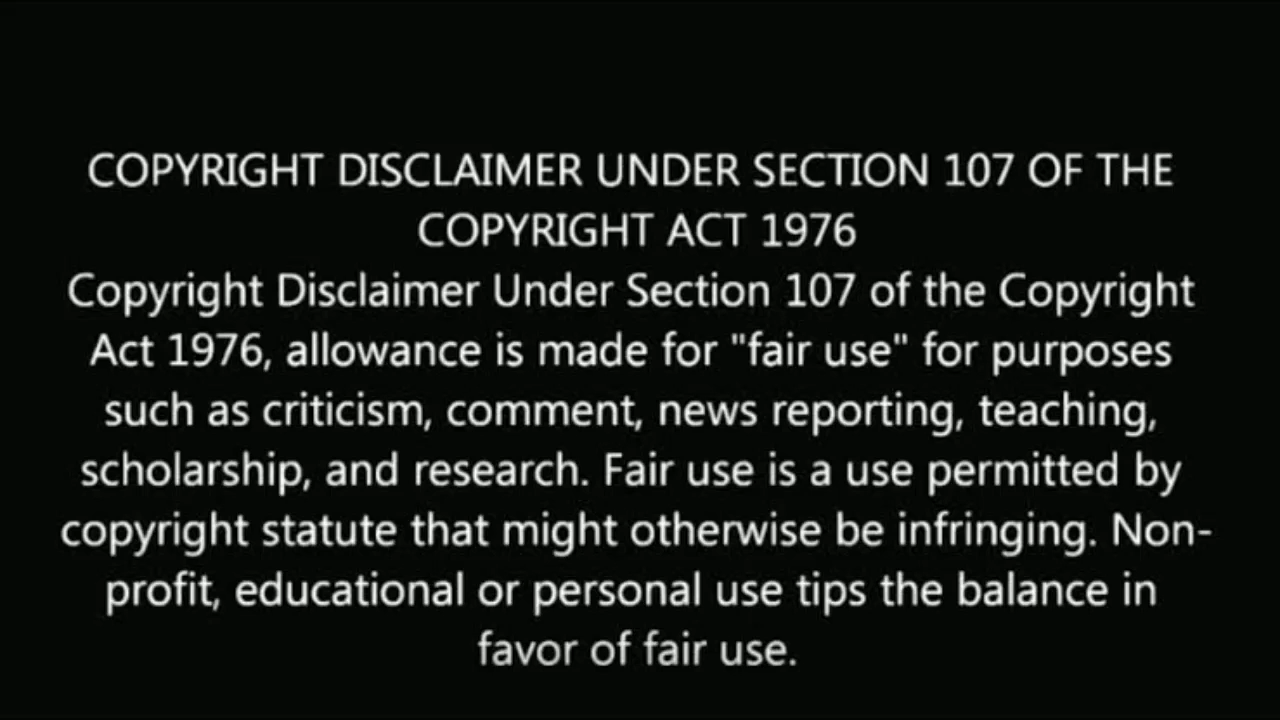 COPYRIGHT DISCLAIMER UNDER SECTION 107 OF THE
COPYRIGHT ACT 1976
Copyright Disclaimer Under Section 107 of the Copyright
Act 1976, allowance is made for "fair use" for purposes
such as criticism, comment, news reporting, teaching,
scholarship, and research. Fair use is a use permitted by
copyright statute that might otherwise be infringing. Non-
profit, educational or personal use tips the balance in
favor of fair use.